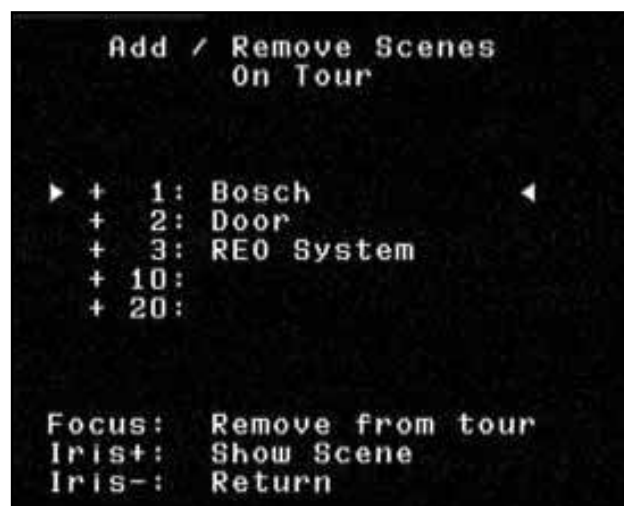 Add / Remove Scenes
On Tour
+ 1: Bosch
+ 2: Door
+ 3: REO System
+ 10:
+ 20:
Focus: Remove from tour
Iris+: Show Scene
Iris-: Return